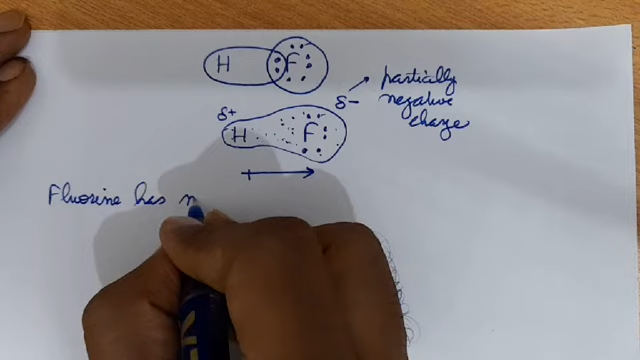 H F
δ- partially
negative
charge
δ+
H F
Fluorine has